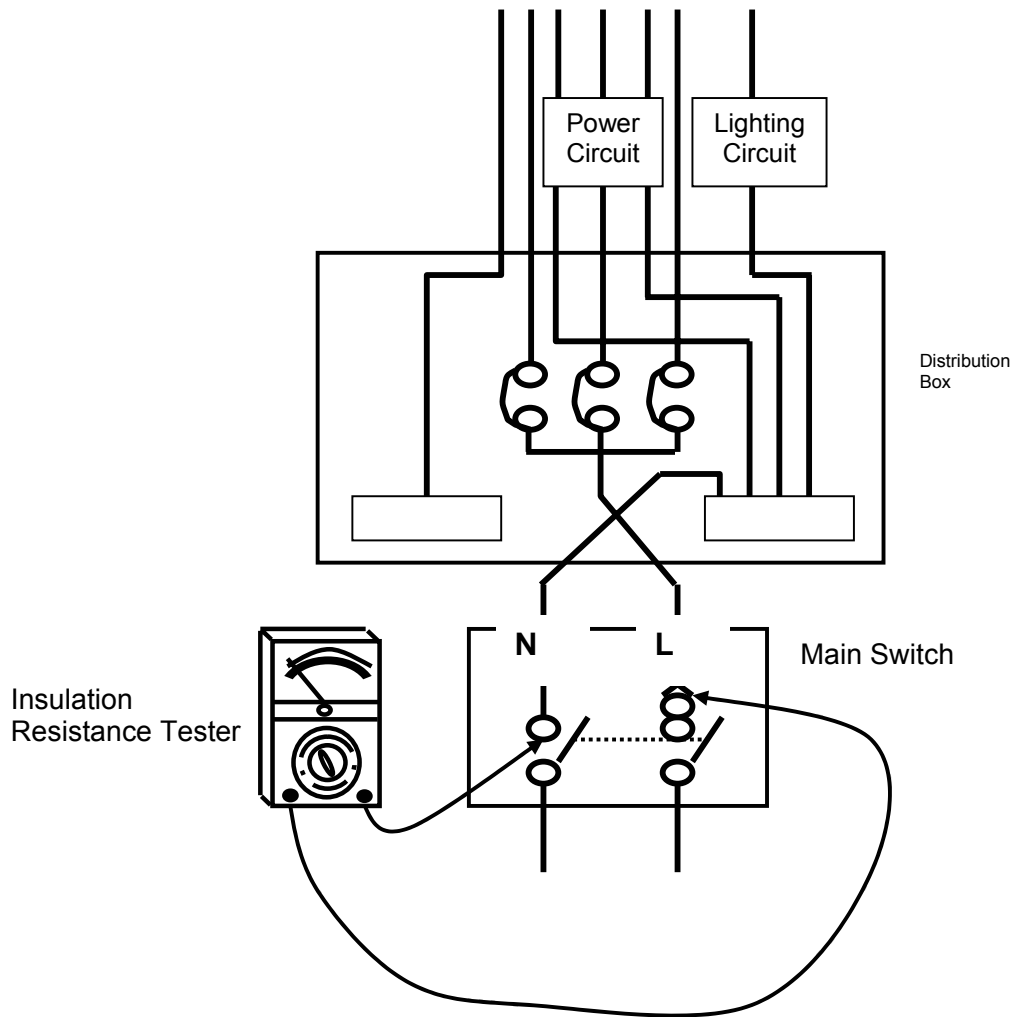 Power
Circuit
Lighting
Circuit
Distribution
Box
N
L
Main Switch
Insulation
Resistance Tester